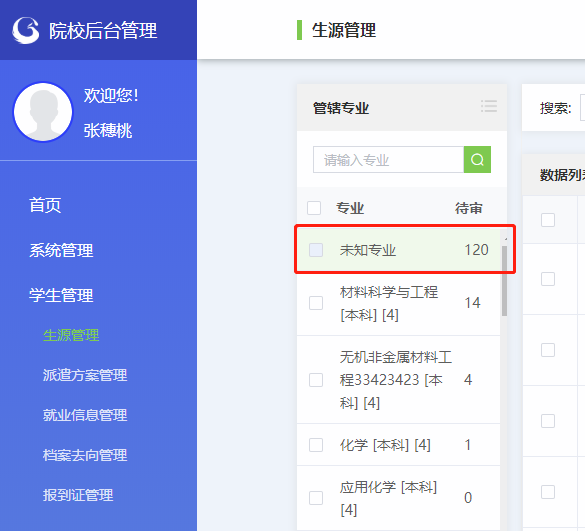 院校后台管理
欢迎您!
张穗桃
首页
系统管理
学生管理
生源管理
派遣方案管理
就业信息管理
档案去向管理
报到证管理
生源管理
管辖专业
请输入专业
专业 待审
未知专业 120
材料科学与工程
[本科] [4] 14
无机非金属材料工
程33423423 [本 4
科] [4]
化学 [本科] [4] 1
应用化学 [本科] 0
[4]
搜索:
数据列